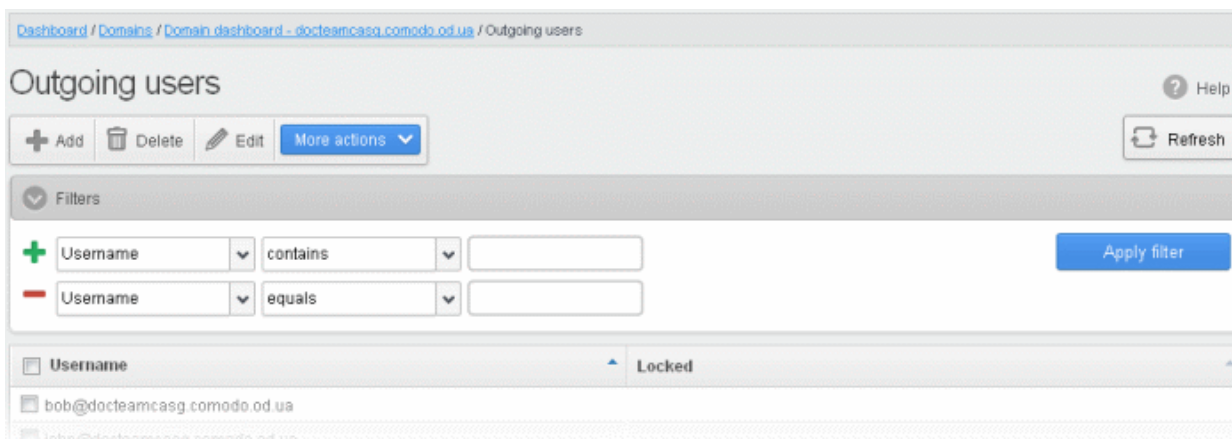 Dashboard / Domains / Domain dashboard - docteamcasg.comodo.od.ua / Outgoing users
Outgoing users
Help
Add Delete Edit More actions
Refresh
Filters
Username contains
Apply filter
Username equals
Username Locked
bob@docteamcasg.comodo.od.ua